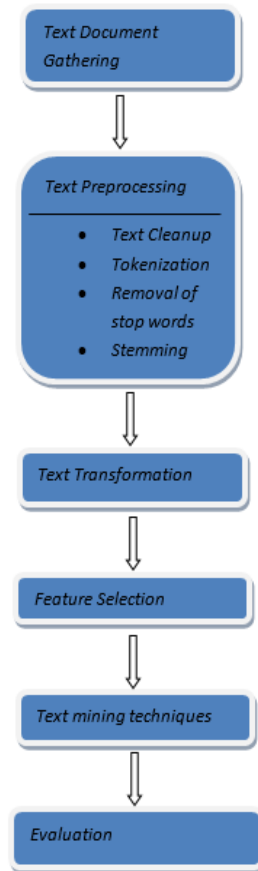 Text Document
Gathering
Text Preprocessing
• Text Cleanup
• Tokenization
• Removal of
stop words
• Stemming
Text Transformation
Feature Selection
Text mining techniques
Evaluation